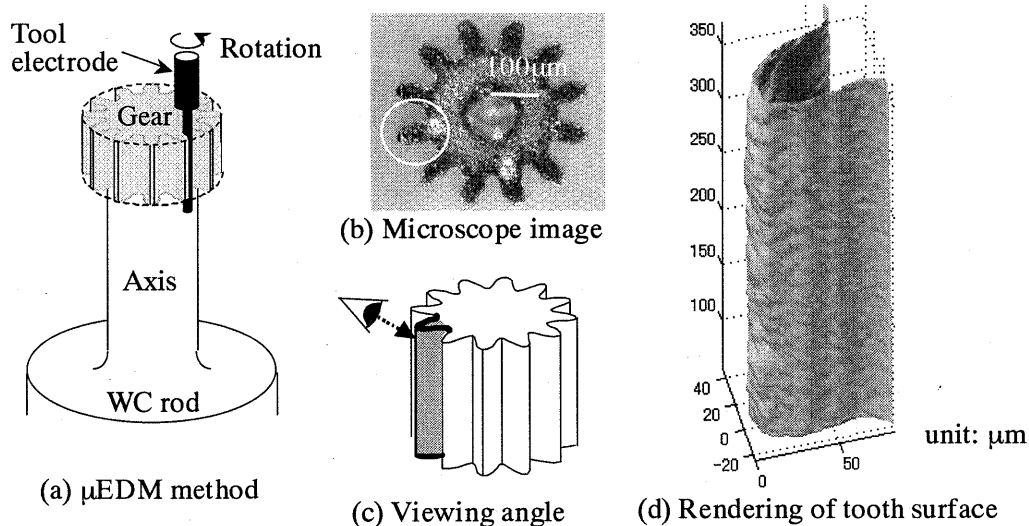 Tool
electrode
Rotation
Gear
Axis
WC rod
(a) μEDM method
100μm
(b) Microscope image
(c) Viewing angle
350
300
250
200
150
100
40
20
0
-20
0
50
unit: μm
(d) Rendering of tooth surface